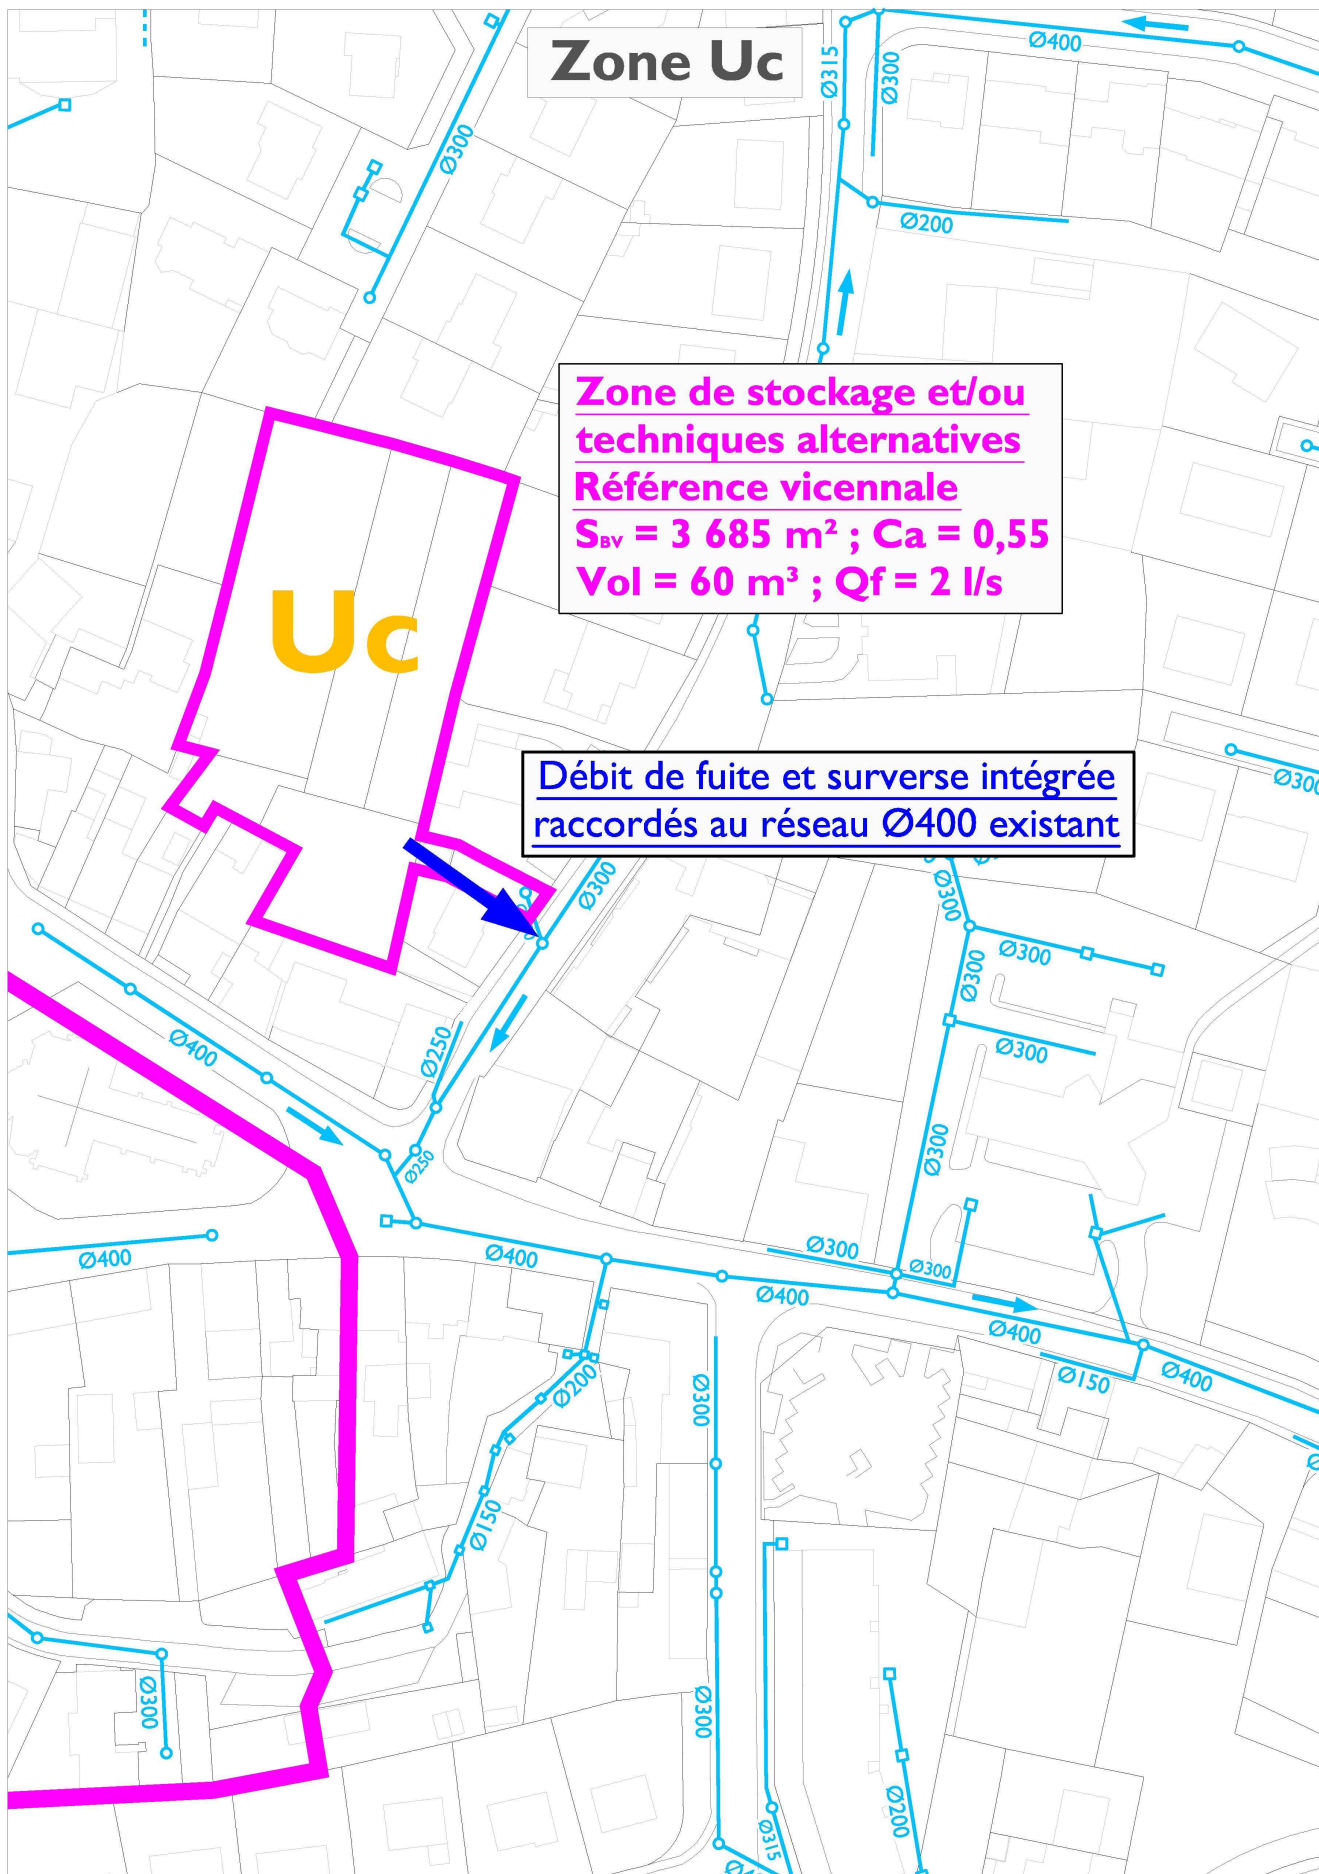 Zone Uc
Ø400
Ø315
Ø300
Ø300
Ø200
Zone de stockage et/ou
techniques alternatives
Référence vicennale
SBV = 3 685 m² ; Ca = 0,55
Vol = 60 m³ ; Qf = 2 l/s
Uc
Débit de fuite et surverse intégrée
raccordés au réseau Ø400 existant
Ø300
Ø300
Ø300
Ø300
Ø300
Ø300
Ø250
Ø400
Ø300
Ø250
Ø400
Ø400
Ø300
Ø300
Ø400
Ø400
Ø150
Ø400
Ø200
Ø300
Ø150
Ø300
Ø300
Ø200
Ø315